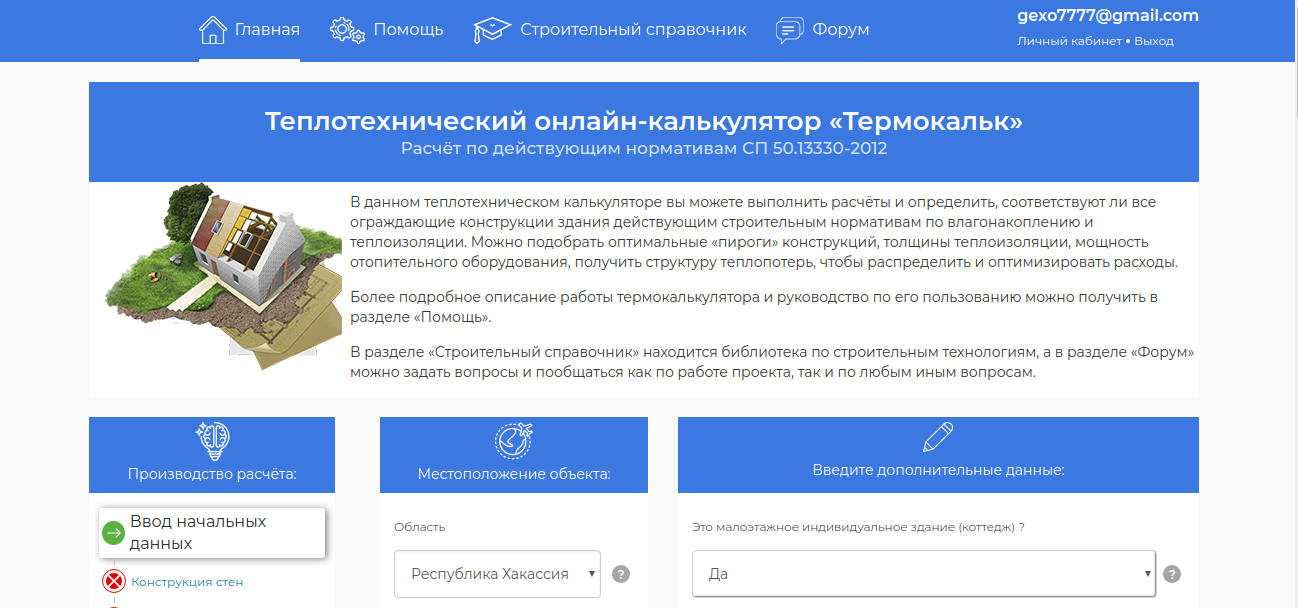 Главная
Помощь
Строительный справочник
Форум
gexo7777@gmail.com
Личный кабинет • Выход
Теплотехнический онлайн-калькулятор «Термокальк»
Расчёт по действующим нормативам СП 50.13330-2012
В данном теплотехническом калькуляторе вы можете выполнить расчёты и определить, соответствуют ли все
ограждающие конструкции здания действующим строительным нормативам по влагонакоплению и
теплоизоляции. Можно подобрать оптимальные «пироги» конструкций, толщины теплоизоляции, мощность
отопительного оборудования, получить структуру теплопотерь, чтобы распределить и оптимизировать расходы.
Более подробное описание работы термокалькулятора и руководство по его пользованию можно получить в
разделе «Помощь».
В разделе «Строительный справочник» находится библиотека по строительным технологиям, а в разделе «Форум»
можно задать вопросы и пообщаться как по работе проекта, так и по любым иным вопросам.
Производство расчёта:
Ввод начальных
данных
Конструкция стен
Местоположение объекта:
Область
Республика Хакассия
?
Введите дополнительные данные:
Это малоэтажное индивидуальное здание (коттедж) ?
Да
?